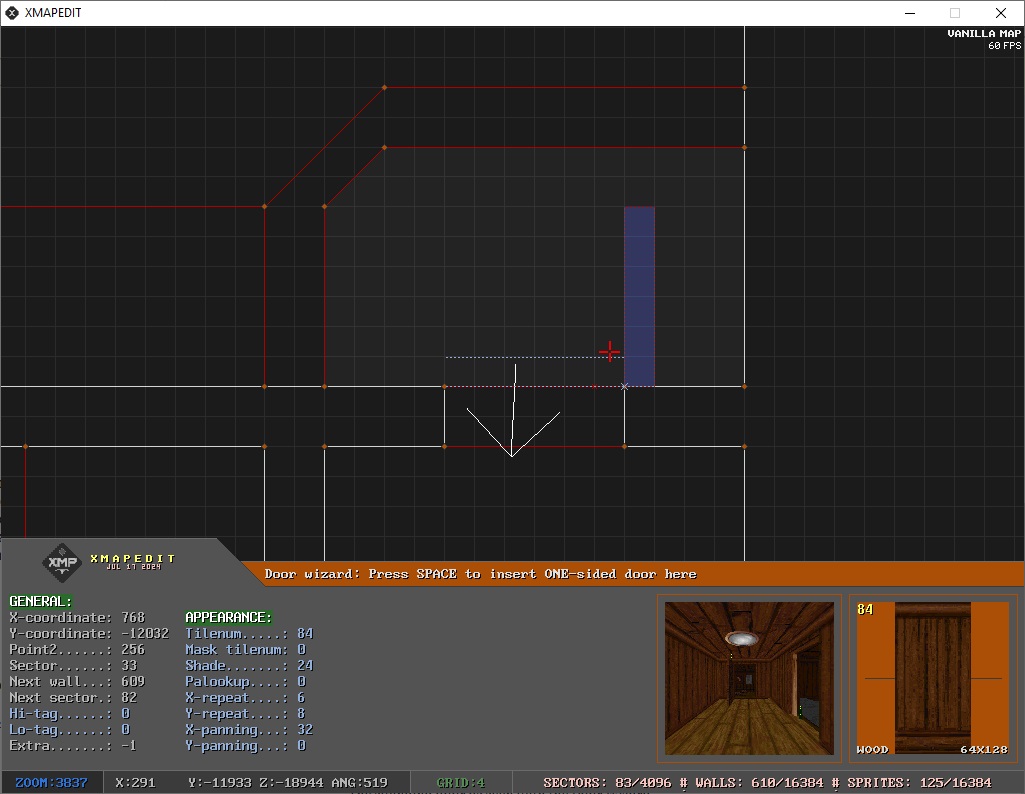 XMAPEDIT
VANILLA MAP
60 FPS
XMP
XMAPEDIT
JUL 17 2024
Door wizard: Press SPACE to insert ONE-sided door here
GENERAL:
X-coordinate: 768
Y-coordinate: -12032
Point2......: 256
Sector......: 33
Next wall...: 609
Next sector.: 82
Hi-tag......: 0
Lo-tag......: 0
Extra.......: -1
APPEARANCE:
Tilenum.....: 84
Mask tilenum: 0
Shade.......: 24
Palookup....: 0
X-repeat....: 6
Y-repeat....: 8
X-panning...: 32
Y-panning...: 0
84
WOOD 64X128
ZOOM:3837 X:291 Y:-11933 Z:-18944 ANG:519 GRID:4 SECTORS: 83/4096 # WALLS: 610/16384 # SPRITES: 125/16384